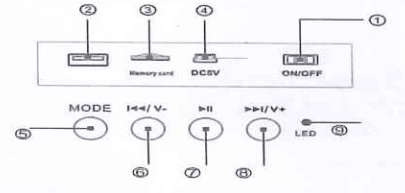 ② ③ ④ ①
Memory card DC5V ON/OFF
MODE I◄◄/ V- ►II ►►I/ V+
LED
⑤ ⑥ ⑦ ⑧ ⑨